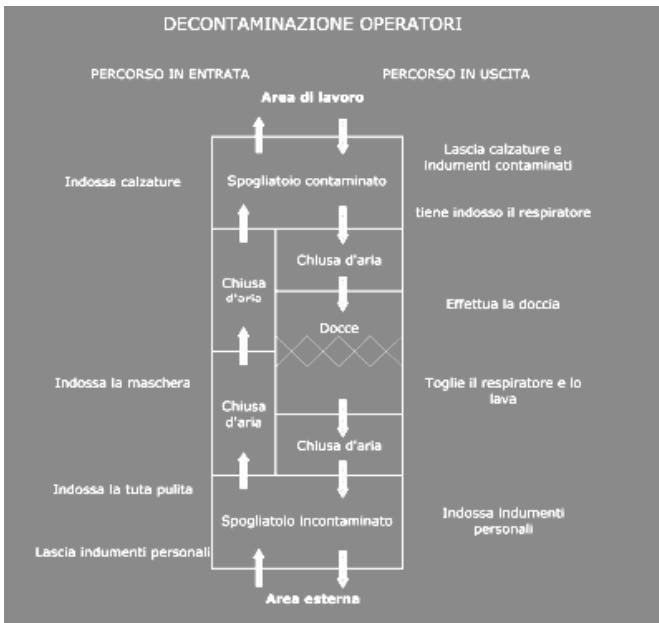 DECONTAMINAZIONE OPERATORI
PERCORSO IN ENTRATA
PERCORSO IN USCITA
Area di lavoro
Lascia calzature e
indumenti contaminati
Indossa calzature
Spogliatoio contaminato
tiene indosso il respiratore
Chiusa d'aria
Chiusa
d'aria
Effettua la doccia
Docce
Indossa la maschera
Toglie il respiratore e lo
lava
Chiusa
d'aria
Chiusa d'aria
Indossa la tuta pulita
Spogliatoio incontaminato
Indossa indumenti
personali
Lascia indumenti personali
Area esterna